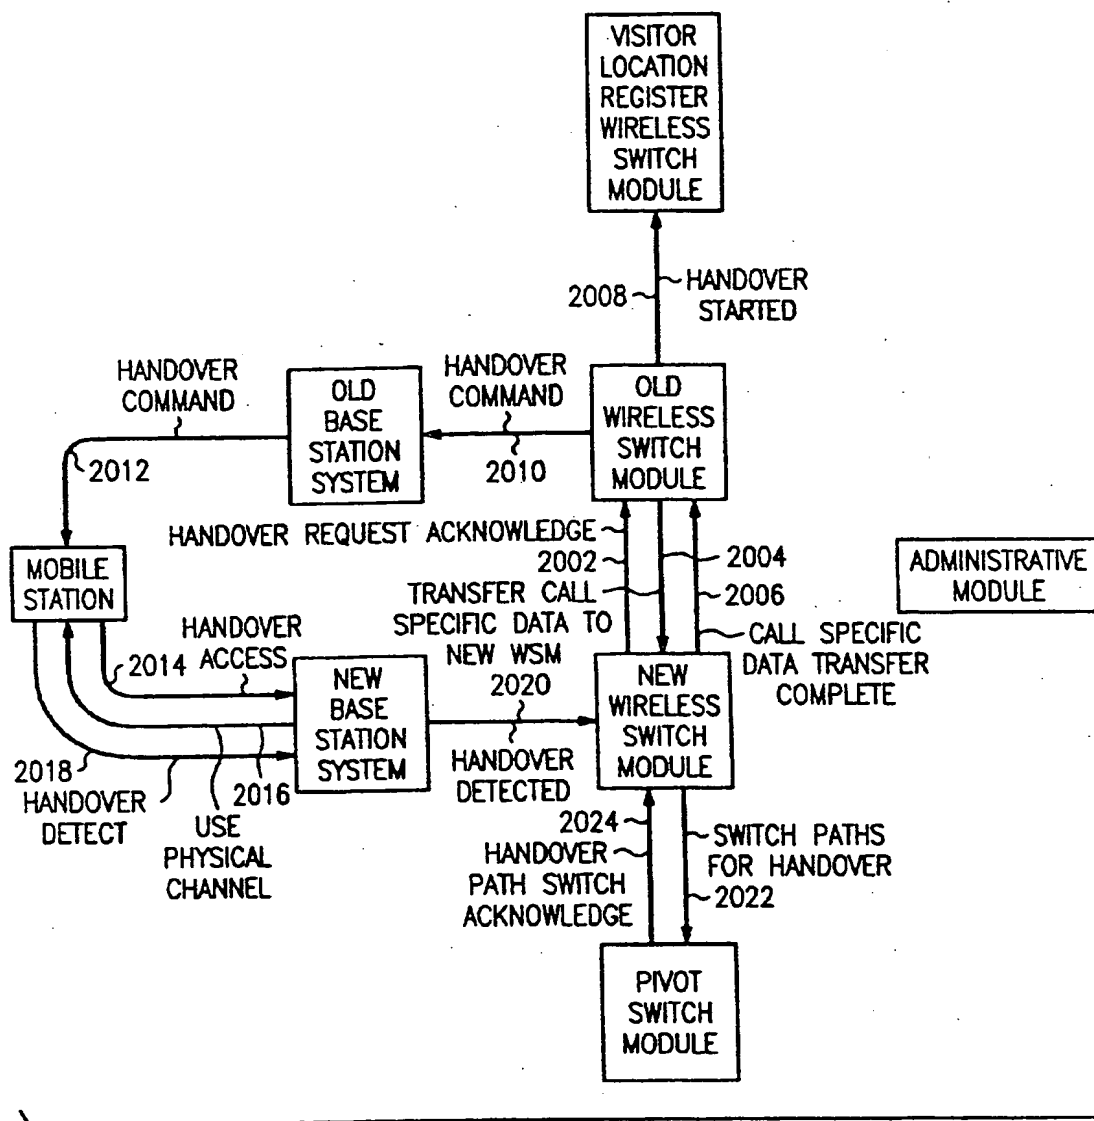 VISITOR
LOCATION
REGISTER
WIRELESS
SWITCH
MODULE
2008
HANDOVER
STARTED
HANDOVER
COMMAND
OLD
BASE
STATION
SYSTEM
HANDOVER
COMMAND
OLD
WIRELESS
SWITCH
MODULE
2012
2010
HANDOVER REQUEST ACKNOWLEDGE
2002
2004
MOBILE
STATION
TRANSFER CALL
SPECIFIC DATA TO
NEW WSM
2006
ADMINISTRATIVE
MODULE
HANDOVER
ACCESS
2014
CALL SPECIFIC
DATA TRANSFER
COMPLETE
NEW
BASE
STATION
SYSTEM
2020
NEW
WIRELESS
SWITCH
MODULE
2018
HANDOVER
DETECT
2016
USE
PHYSICAL
CHANNEL
HANDOVER
DETECTED
2024
HANDOVER
PATH SWITCH
ACKNOWLEDGE
SWITCH PATHS
FOR HANDOVER
2022
PIVOT
SWITCH
MODULE